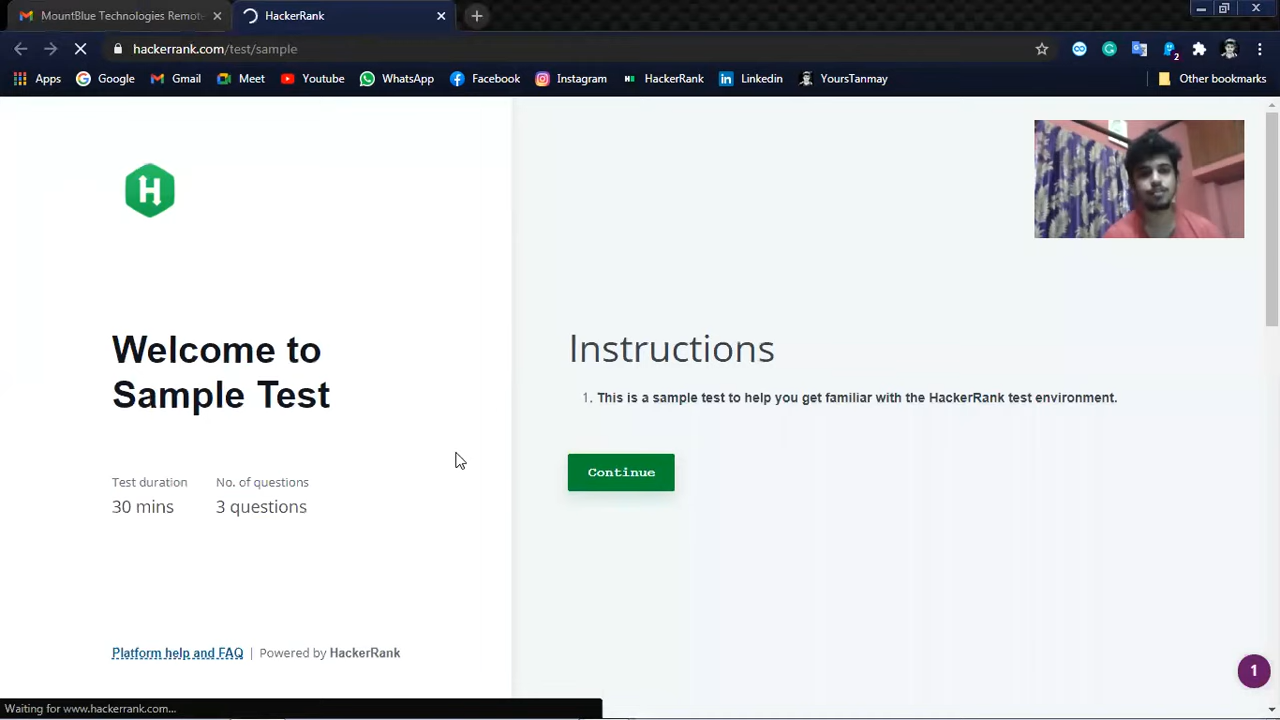 MountBlue Technologies Remote
HackerRank
hackerrank.com/test/sample
2
Apps
Google
Gmail
Meet
Youtube
WhatsApp
Facebook
Instagram
HackerRank
Linkedin
YoursTanmay
Other bookmarks
H
Welcome to
Sample Test
Test duration
No. of questions
30 mins
3 questions
Platform help and FAQ | Powered by HackerRank
Instructions
1. This is a sample test to help you get familiar with the HackerRank test environment.
Continue
1
Waiting for www.hackerrank.com...